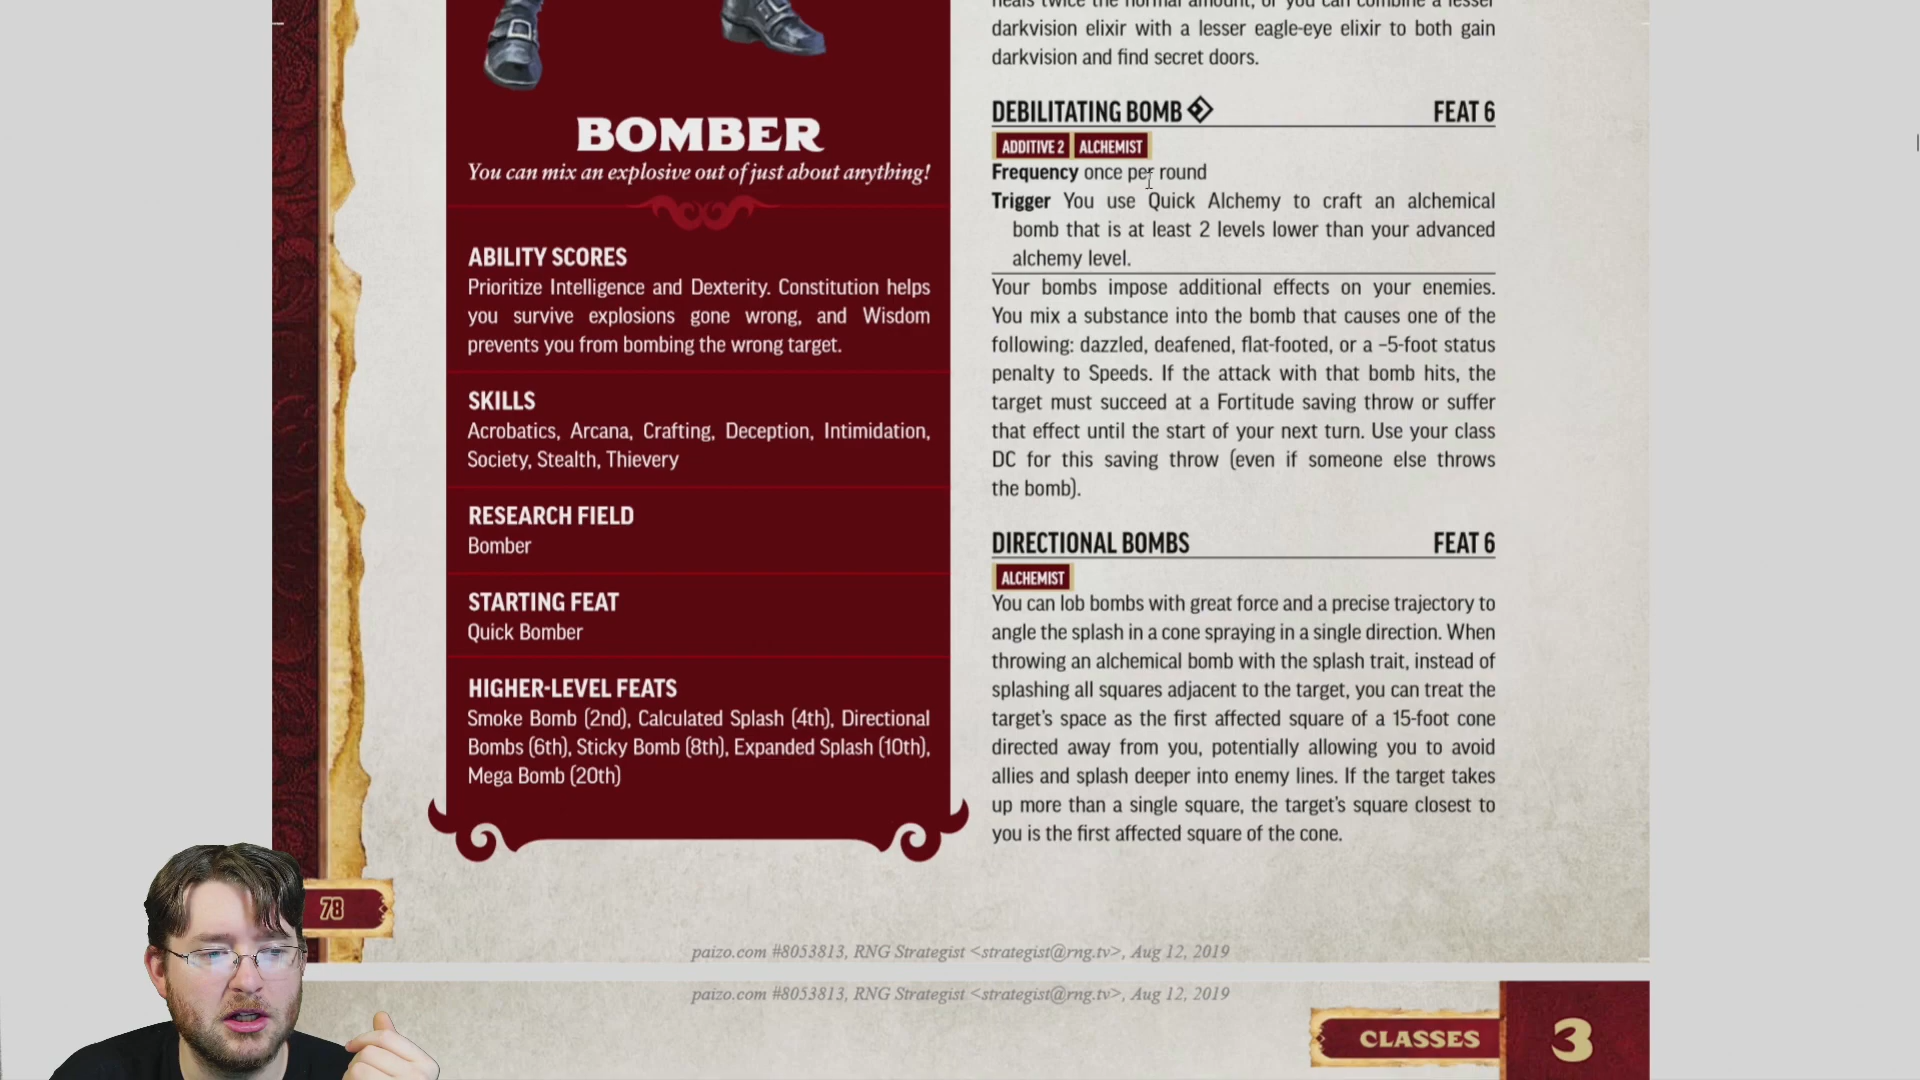 BOMBER
You can mix an explosive out of just about anything!
ABILITY SCORES
Prioritize Intelligence and Dexterity. Constitution helps
you survive explosions gone wrong, and Wisdom
prevents you from bombing the wrong target.
SKILLS
Acrobatics, Arcana, Crafting, Deception, Intimidation,
Society, Stealth, Thievery
RESEARCH FIELD
Bomber
STARTING FEAT
Quick Bomber
HIGHER-LEVEL FEATS
Smoke Bomb (2nd), Calculated Splash (4th), Directional
Bombs (6th), Sticky Bomb (8th), Expanded Splash (10th),
Mega Bomb (20th)
78
heals twice the normal amount, or you can combine a lesser
darkvision elixir with a lesser eagle-eye elixir to both gain
darkvision and find secret doors.
DEBILITATING BOMB FEAT 6
ADDITIVE 2 ALCHEMIST
Frequency once per round
Trigger You use Quick Alchemy to craft an alchemical
bomb that is at least 2 levels lower than your advanced
alchemy level.
Your bombs impose additional effects on your enemies.
You mix a substance into the bomb that causes one of the
following: dazzled, deafened, flat-footed, or a –5-foot status
penalty to Speeds. If the attack with that bomb hits, the
target must succeed at a Fortitude saving throw or suffer
that effect until the start of your next turn. Use your class
DC for this saving throw (even if someone else throws
the bomb).
DIRECTIONAL BOMBS FEAT 6
ALCHEMIST
You can lob bombs with great force and a precise trajectory to
angle the splash in a cone spraying in a single direction. When
throwing an alchemical bomb with the splash trait, instead of
splashing all squares adjacent to the target, you can treat the
target's space as the first affected square of a 15-foot cone
directed away from you, potentially allowing you to avoid
allies and splash deeper into enemy lines. If the target takes
up more than a single square, the target's square closest to
you is the first affected square of the cone.
paizo.com #8053813, RNG Strategist <strategist@rng.tv>, Aug 12, 2019
paizo.com #8053813, RNG Strategist <strategist@rng.tv>, Aug 12, 2019
CLASSES 3